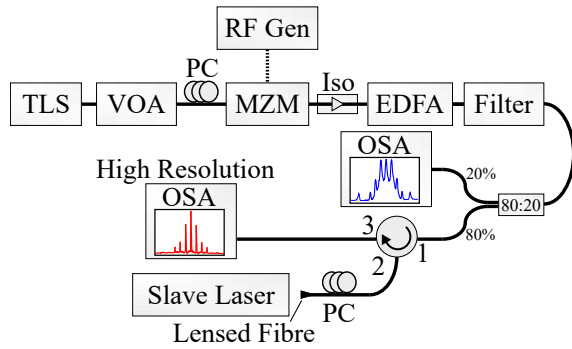 RF Gen
PC
Iso
TLS
VOA
MZM
EDFA
Filter
OSA
20%
High Resolution
OSA
80:20
80%
3
1
2
Slave Laser
PC
Lensed Fibre